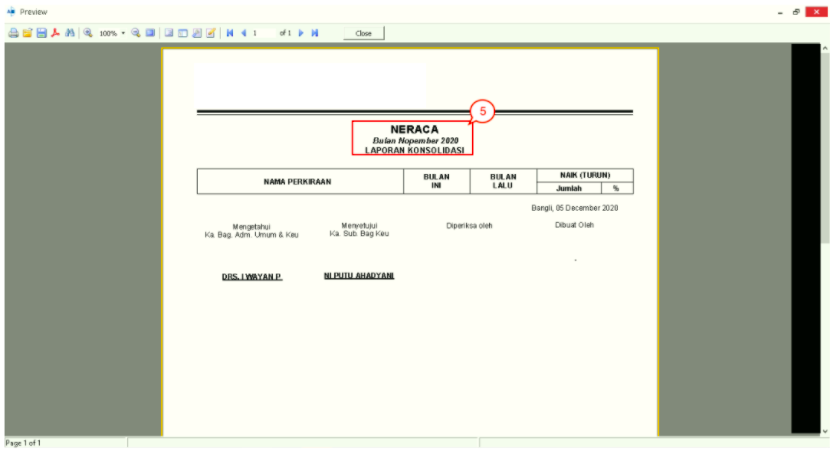 Preview
100%
1 of 1
Close
5
NERACA
Bulan Nopember 2020
LAPORAN KONSOLIDASI
NAMA PERKIRAAN
BULAN INI
BULAN LALU
NAIK (TURUN)
Jumlah
%
Bangli, 05 December 2020
Mengetahui
Ka. Bag. Adm. Umum & Keu
Menyetujui
Ka. Sub. Bag Keu
Diperiksa oleh
Dibuat Oleh
DRS. I WAYAN P.
NI PUTU AHADYANI
Page 1 of 1